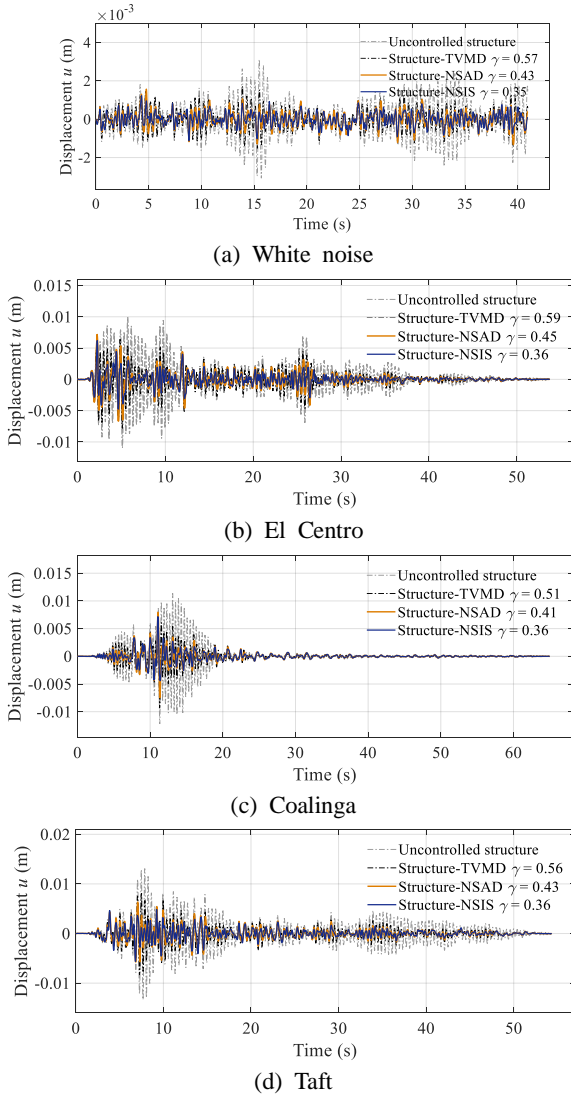 ×10⁻³
4
2
0
-2
Displacement u (m)
Uncontrolled structure
Structure-TVMD γ = 0.57
Structure-NSAD γ = 0.43
Structure-NSIS γ = 0.35
0 5 10 15 20 25 30 35 40
Time (s)
(a) White noise
0.015
0.01
0.005
0
-0.005
-0.01
Displacement u (m)
Uncontrolled structure
Structure-TVMD γ = 0.59
Structure-NSAD γ = 0.45
Structure-NSIS γ = 0.36
0 10 20 30 40 50
Time (s)
(b) El Centro
0.015
0.01
0.005
0
-0.005
-0.01
Displacement u (m)
Uncontrolled structure
Structure-TVMD γ = 0.51
Structure-NSAD γ = 0.41
Structure-NSIS γ = 0.36
0 10 20 30 40 50 60
Time (s)
(c) Coalinga
0.02
0.01
0
-0.01
Displacement u (m)
Uncontrolled structure
Structure-TVMD γ = 0.56
Structure-NSAD γ = 0.43
Structure-NSIS γ = 0.36
0 10 20 30 40 50
Time (s)
(d) Taft